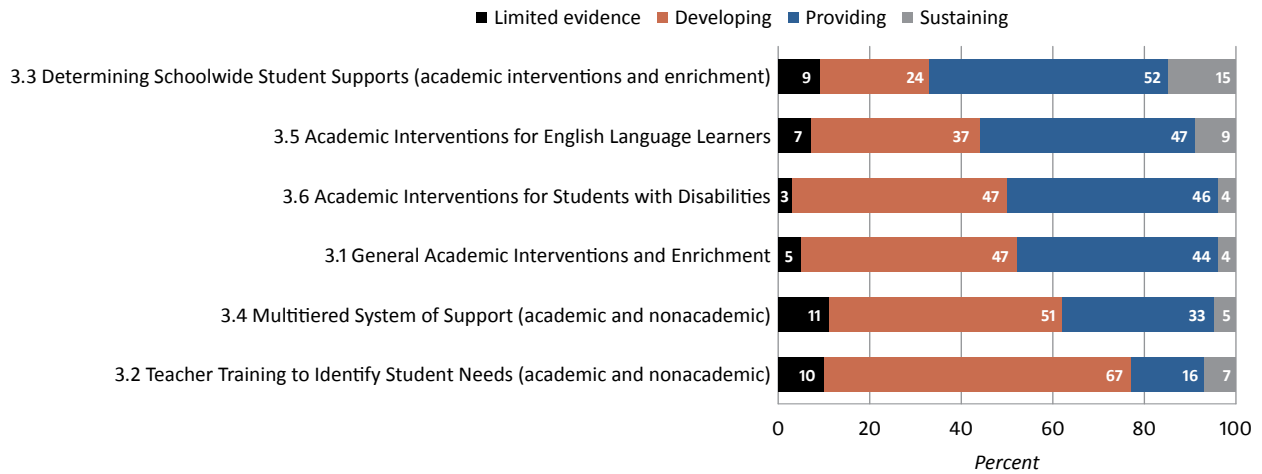 Limited evidence Developing Providing Sustaining
3.3 Determining Schoolwide Student Supports (academic interventions and enrichment) 9 24 52 15
3.5 Academic Interventions for English Language Learners 7 37 47 9
3.6 Academic Interventions for Students with Disabilities 3 47 46 4
3.1 General Academic Interventions and Enrichment 5 47 44 4
3.4 Multitiered System of Support (academic and nonacademic) 11 51 33 5
3.2 Teacher Training to Identify Student Needs (academic and nonacademic) 10 67 16 7
0 20 40 60 80 100
Percent